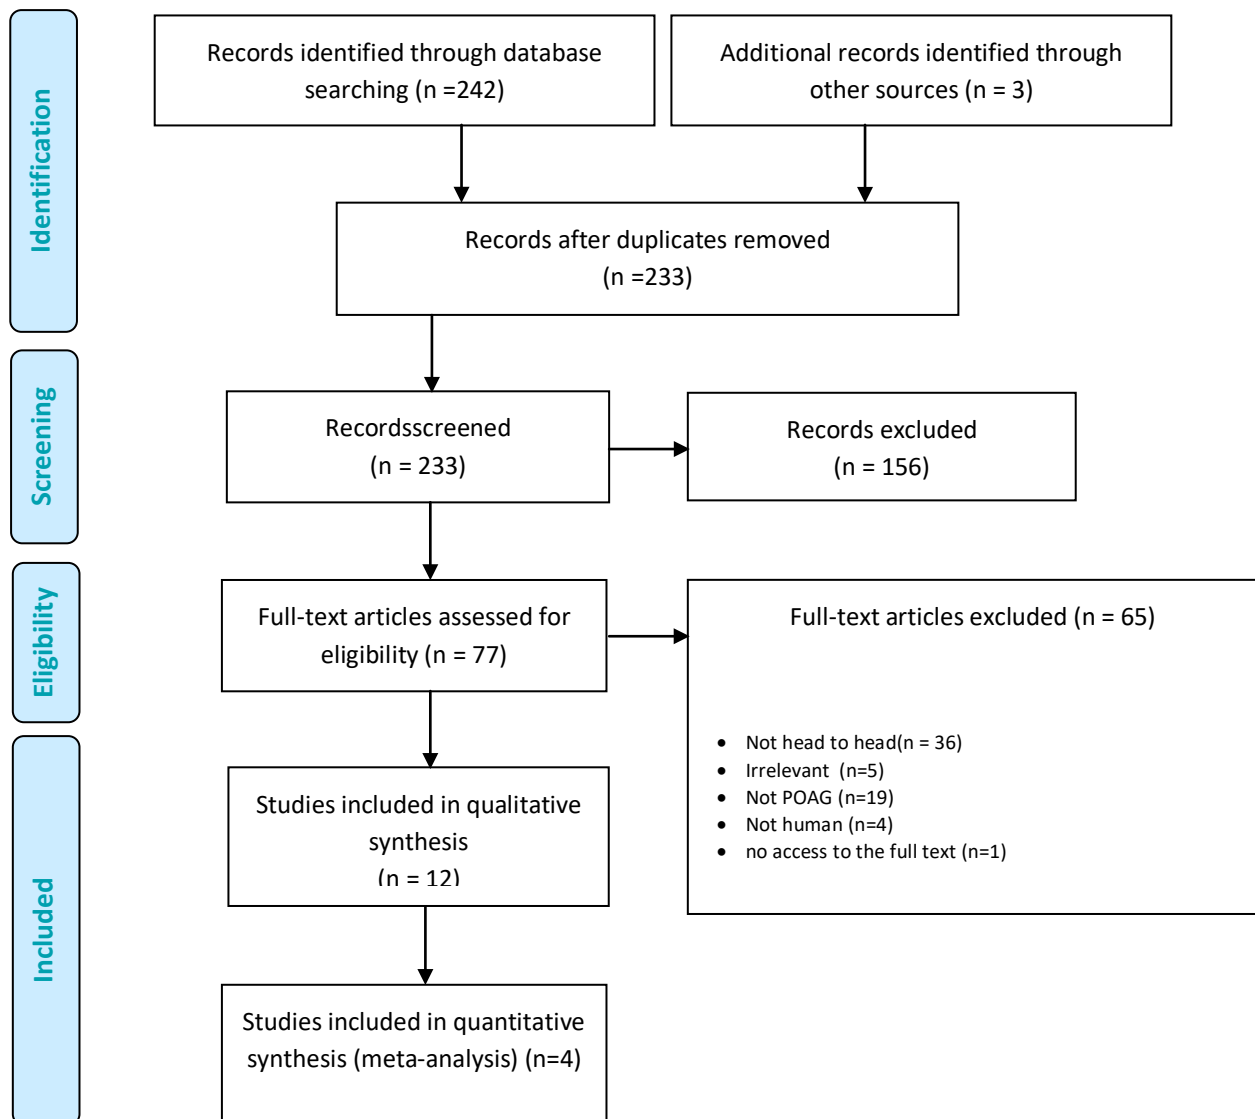 Identification
Records identified through database
searching (n =242)
Additional records identified through
other sources (n = 3)
Records after duplicates removed
(n =233)
Screening
Recordsscreened
(n = 233)
Records excluded
(n = 156)
Eligibility
Full-text articles assessed for
eligibility (n = 77)
Full-text articles excluded (n = 65)
• Not head to head(n = 36)
• Irrelevant (n=5)
• Not POAG (n=19)
• Not human (n=4)
• no access to the full text (n=1)
Included
Studies included in qualitative
synthesis
(n = 12)
Studies included in quantitative
synthesis (meta-analysis) (n=4)